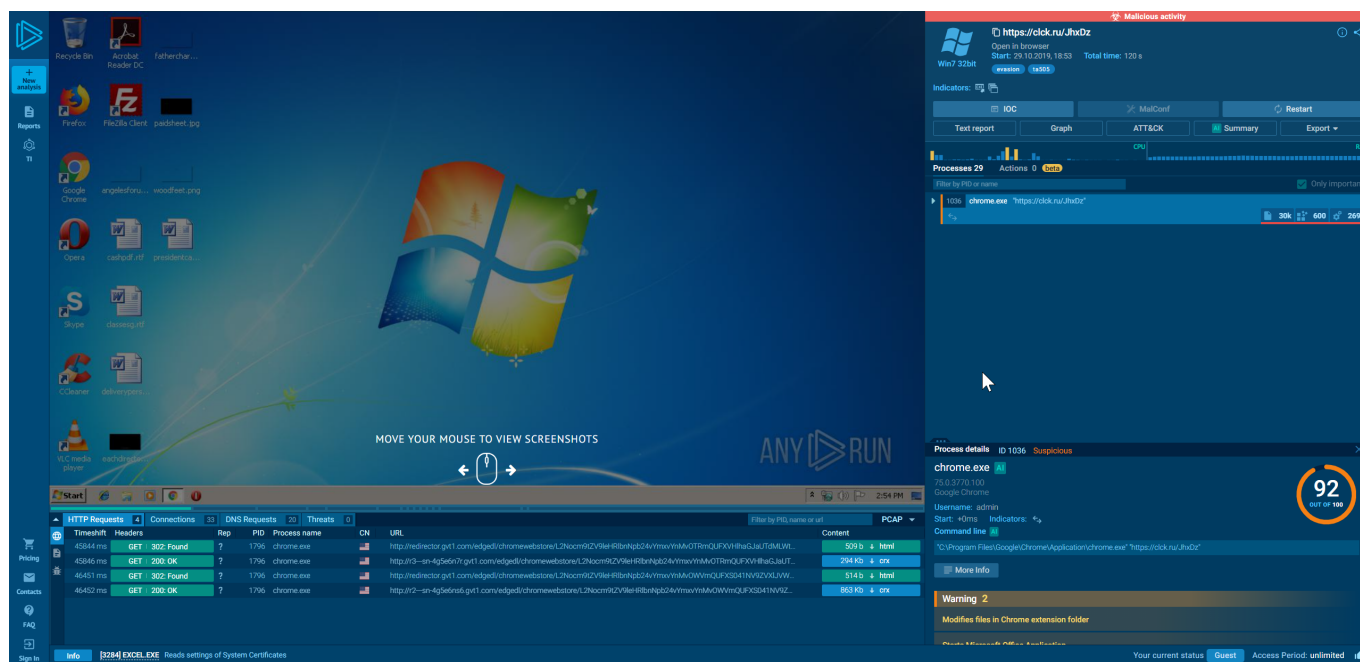 New
analysis
Reports
TI
Pricing
Contacts
FAQ
Sign In
Recycle Bin
Acrobat
Reader DC
fatherchar...
Firefox
FileZilla Client
paidsheet.jpg
Google
Chrome
angelesforu...
woodfeet.png
Opera
cashpdf.rtf
presidentca...
Skype
classesg.rtf
CCleaner
VLC media
player
MOVE YOUR MOUSE TO VIEW SCREENSHOTS
ANY RUN
Start
2:54 PM
HTTP Requests 4 Connections 33 DNS Requests 20 Threats 0 Filter by PID, name or url PCAP
Timeshift Headers Rep PID Process name CN URL Content
45844 ms GET 302: Found ? 1796 chrome.exe 509 b html
45846 ms GET 200: OK ? 1796 chrome.exe 294 Kb crx
46451 ms GET 302: Found ? 1796 chrome.exe 514 b html
46452 ms GET 200: OK ? 1796 chrome.exe 863 Kb crx
Info [3284] EXCEL.EXE Reads settings of System Certificates
Malicious activity
Win7 32bit
https://clck.ru/JhxDz
Open in browser
Start: 29.10.2019, 18:53 Total time: 120 s
evasion ta505
Indicators:
IOC MalConf Restart
Text report Graph ATT&CK AI Summary Export
CPU
Processes 29 Actions 0 beta
Filter by PID or name Only important
1036 chrome.exe "https://clck.ru/JhxDz"
30k 600 269
Process details ID 1036 Suspicious
chrome.exe AI
75.0.3770.100
Google Chrome
Username: admin
Start: +0ms Indicators:
Command line AI
"C:\Program Files\Google\Chrome\Application\chrome.exe" "https://clck.ru/JhxDz"
92
OUT OF 100
More Info
Warning 2
Modifies files in Chrome extension folder
Starts Microsoft Office Application
Your current status Guest Access Period: unlimited